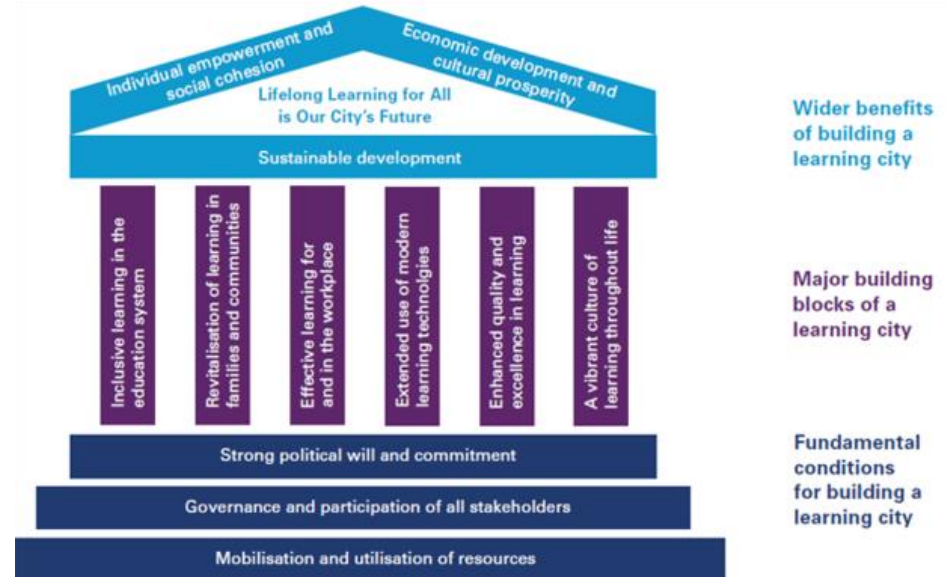 Individual empowerment and
social cohesion
Economic development and
cultural prosperity
Lifelong Learning for All
is Our City's Future
Sustainable development
Wider benefits
of building a
learning city
Inclusive learning in the
education system
Revitalisation of learning in
families and communities
Effective learning for
and in the workplace
Extended use of modern
learning technolgies
Enhanced quality and
excellence in learning
A vibrant culture of
learning throughout life
Major building
blocks of a
learning city
Strong political will and commitment
Governance and participation of all stakeholders
Mobilisation and utilisation of resources
Fundamental
conditions
for building a
learning city